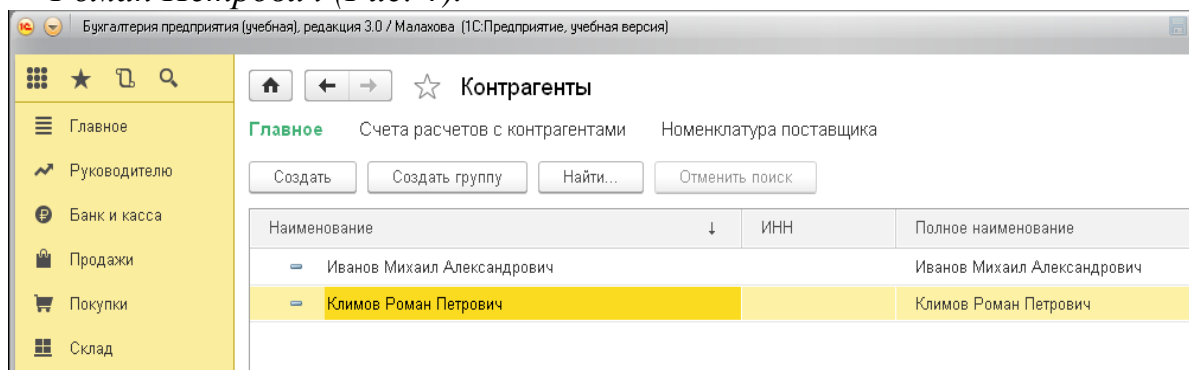 Бухгалтерия предприятия (учебная), редакция 3.0 / Малахова (1С:Предприятие, учебная версия)
Главное
Руководителю
Банк и касса
Продажи
Покупки
Склад
Контрагенты
Главное Счета расчетов с контрагентами Номенклатура поставщика
Создать Создать группу Найти... Отменить поиск
Наименование ↓ ИНН Полное наименование
Иванов Михаил Александрович Иванов Михаил Александрович
Климов Роман Петрович Климов Роман Петрович